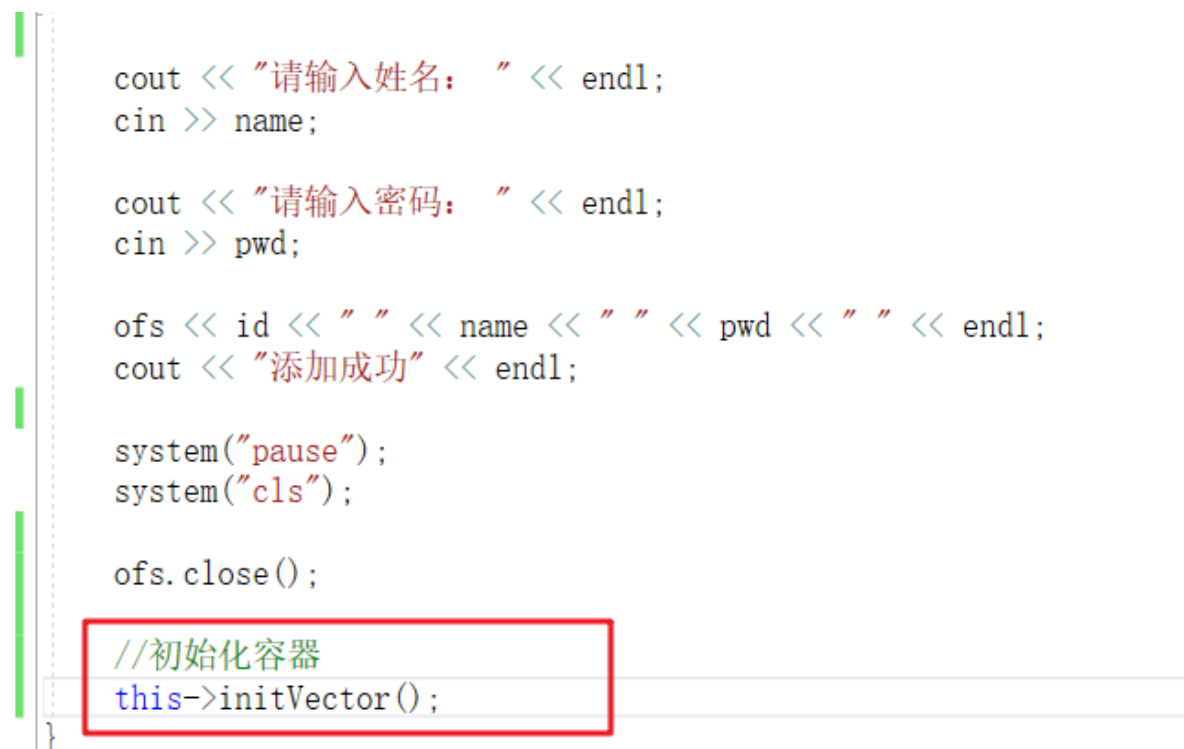 cout << "请输入姓名： " << endl;
cin >> name;
cout << "请输入密码： " << endl;
cin >> pwd;
ofs << id << " " << name << " " << pwd << " " << endl;
cout << "添加成功" << endl;
system("pause");
system("cls");
ofs.close();
//初始化容器
this->initVector();
}